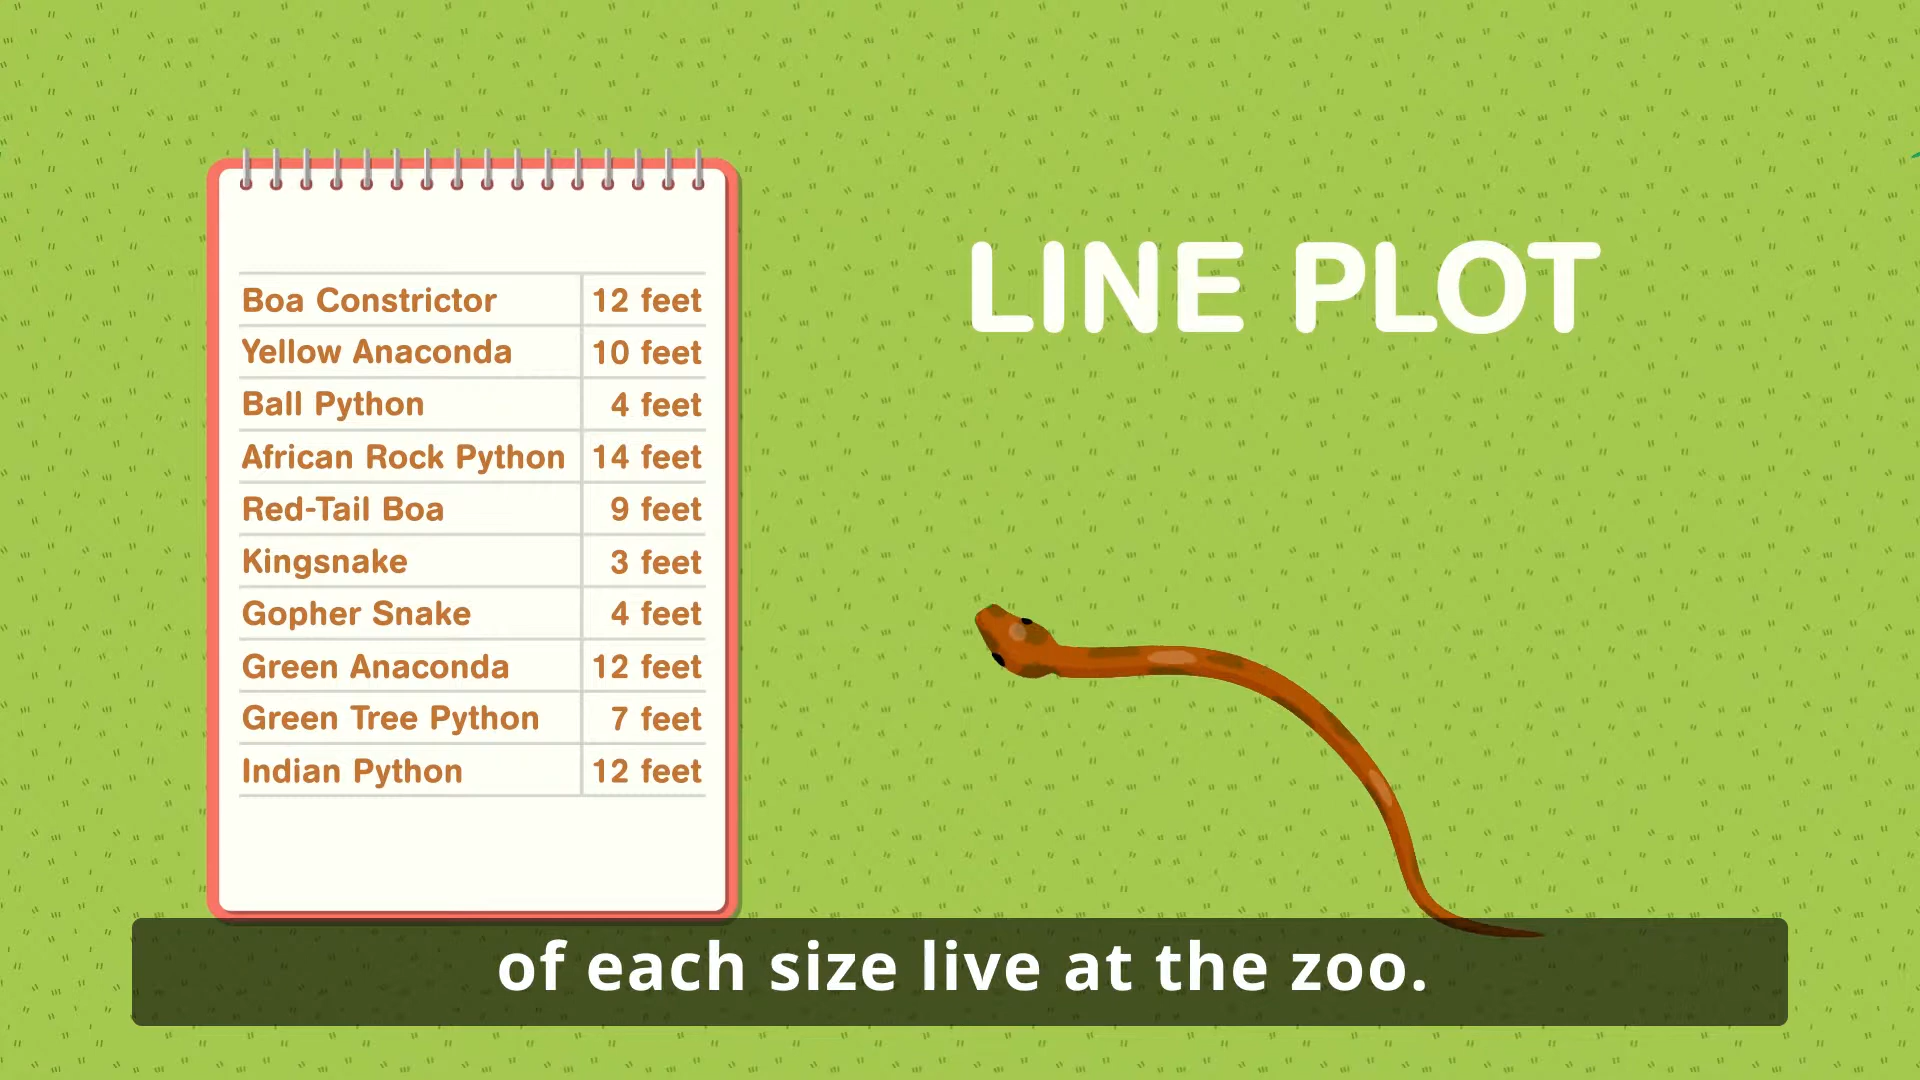 Boa Constrictor 12 feet
Yellow Anaconda 10 feet
Ball Python 4 feet
African Rock Python 14 feet
Red-Tail Boa 9 feet
Kingsnake 3 feet
Gopher Snake 4 feet
Green Anaconda 12 feet
Green Tree Python 7 feet
Indian Python 12 feet
LINE PLOT
of each size live at the zoo.